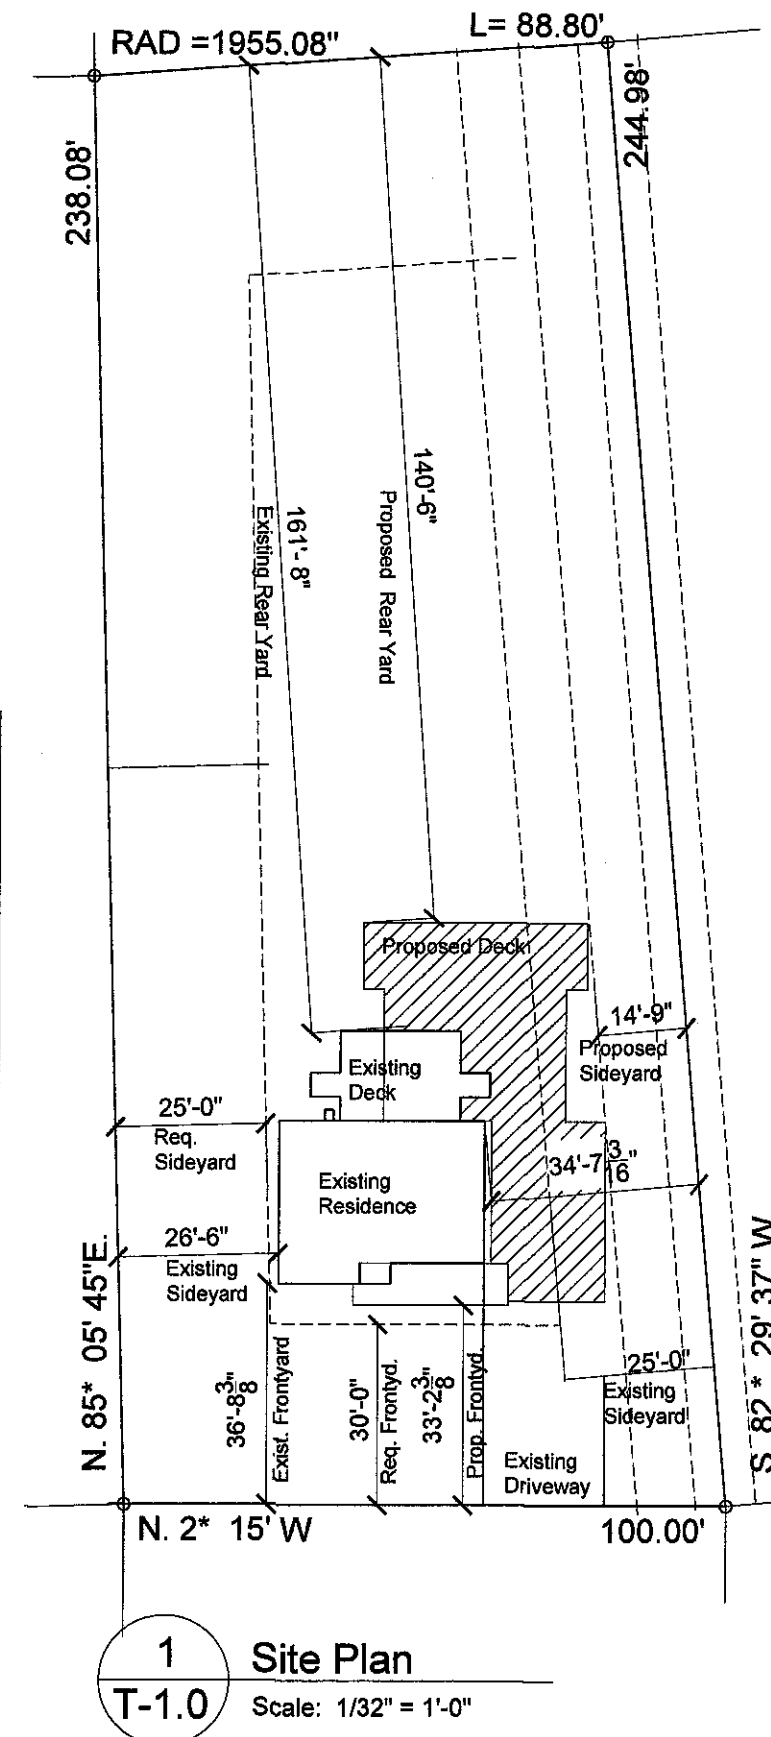 RAD =1955.08"
L= 88.80'
238.08'
244.98'
140'-6"
Proposed Rear Yard
161'- 8"
Existing Rear Yard
Proposed Deck
14'-9"
Proposed
Sideyard
Existing
Deck
25'-0"
Req.
Sideyard
34'-7 3/16"
Existing
Residence
26'-6"
Existing
Sideyard
N. 85* 05' 45"E.
S. 82 * 29' 37" W
36'-8 3/8"
Exist. Frontyard
30'-0"
Req. Frontyd.
33'-2 3/8"
Prop. Frontyd.
25'-0"
Existing
Sideyard
Existing
Driveway
N. 2* 15' W
100.00'
1
T-1.0
Site Plan
Scale: 1/32" = 1'-0"